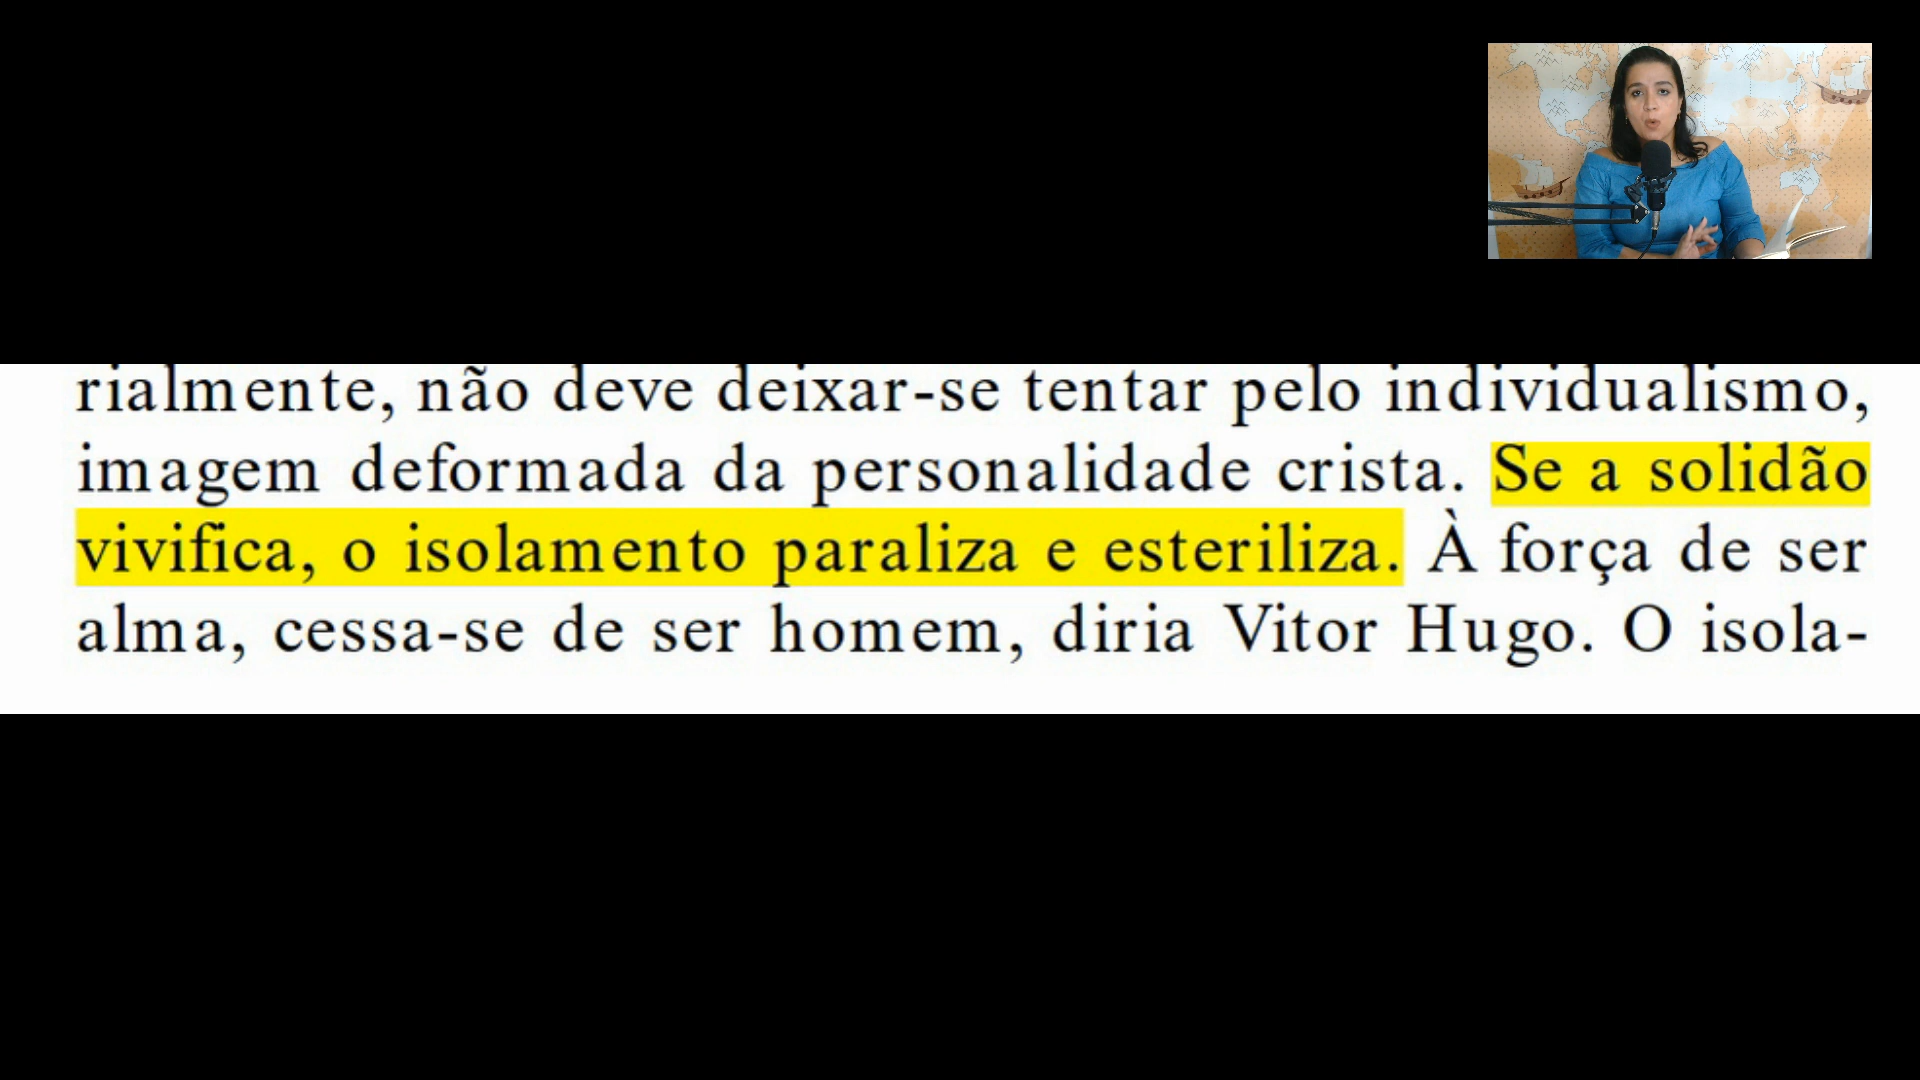 rialmente, não deve deixar-se tentar pelo individualismo,
imagem deformada da personalidade crista. Se a solidão
vivifica, o isolamento paraliza e esteriliza. À força de ser
alma, cessa-se de ser homem, diria Vitor Hugo. O isola-